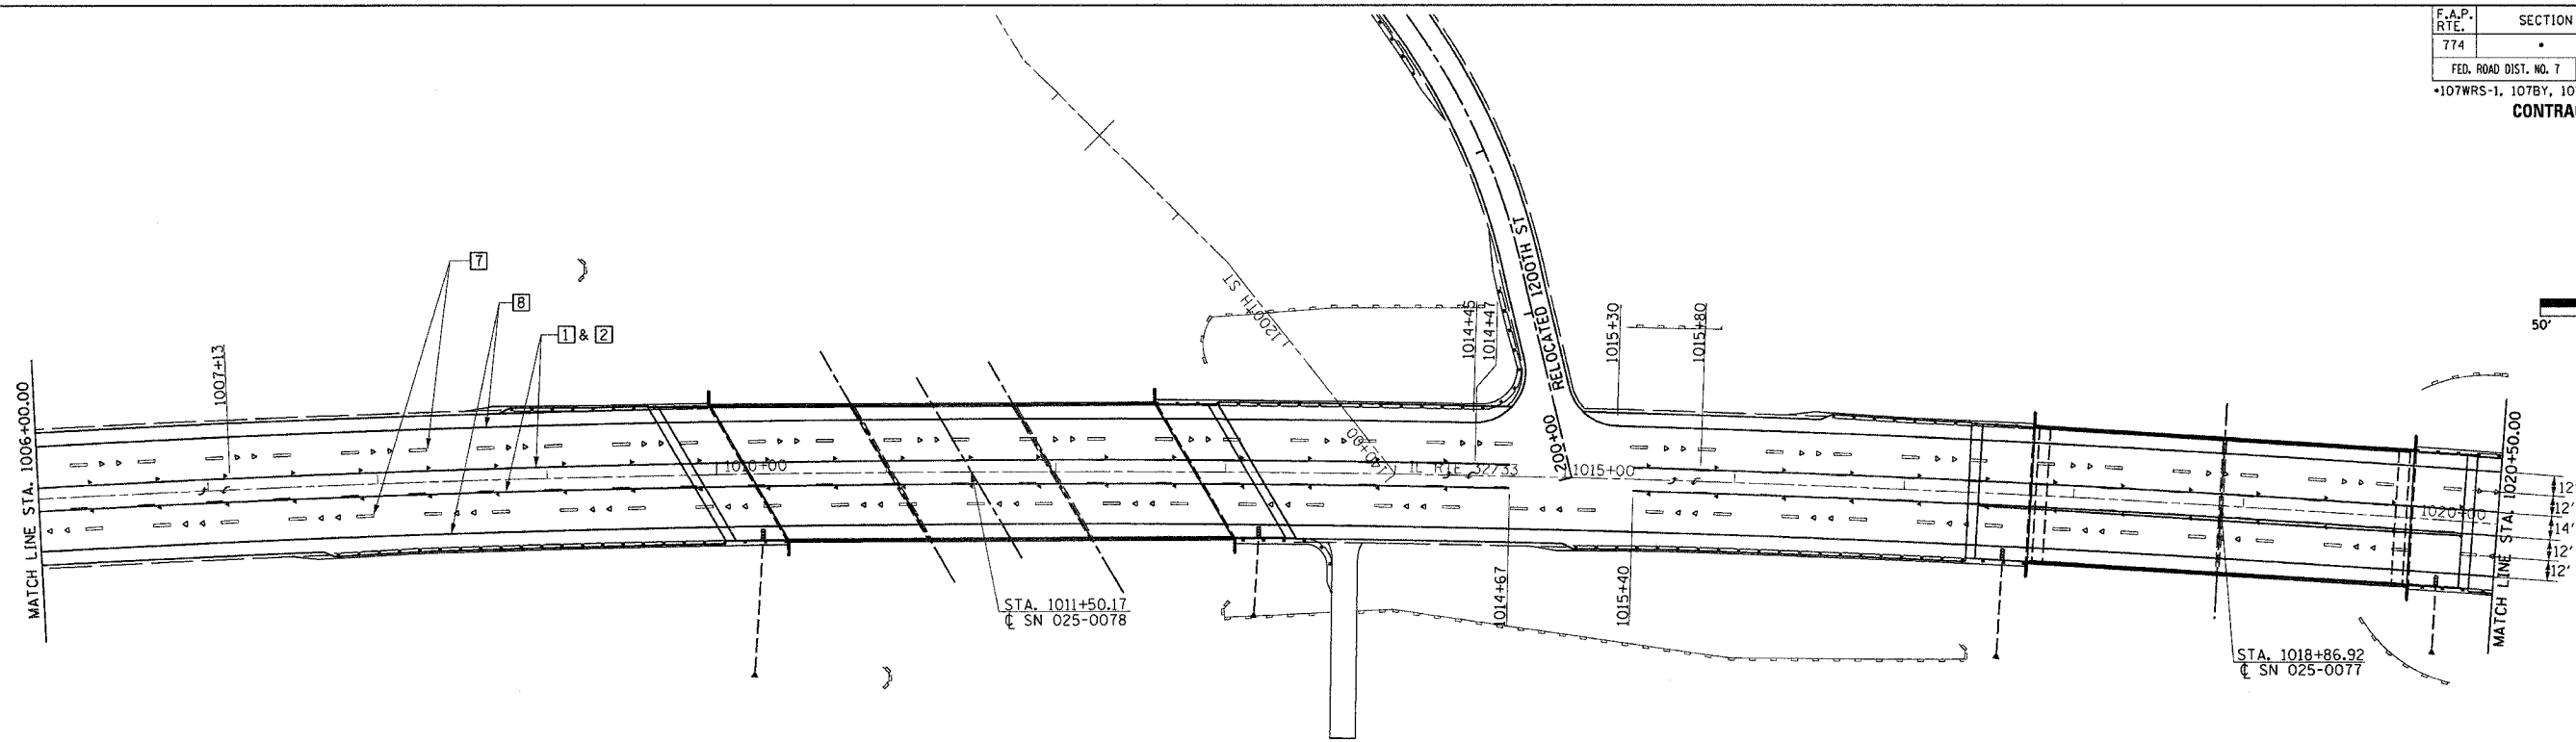 F.A.P. RTE.
SECTION
774
•
FED. ROAD DIST. NO. 7
•107WRS-1, 107BY, 10
CONTRA
50'
7
8
1 & 2
MATCH LINE STA. 1006+00.00
1007+13
1010+00
STA. 1011+50.17
℄ SN 025-0078
1200TH ST
IL RTE 32733
1014+45
1014+47
200+00 RELOCATED 1200TH ST
1015+00
1015+30
1015+80
1014+67
1015+40
STA. 1018+86.92
℄ SN 025-0077
1020+00
MATCH LINE STA. 1020+50.00
12'
12'
14'
12'
12'